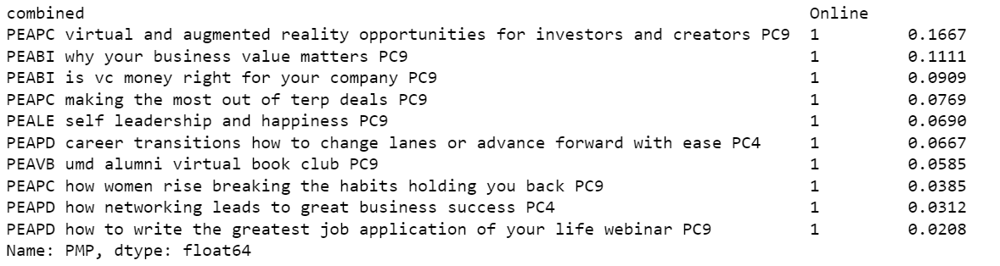 combined Online
PEAPC virtual and augmented reality opportunities for investors and creators PC9 1 0.1667
PEABI why your business value matters PC9 1 0.1111
PEABI is vc money right for your company PC9 1 0.0909
PEAPC making the most out of terp deals PC9 1 0.0769
PEALE self leadership and happiness PC9 1 0.0690
PEAPD career transitions how to change lanes or advance forward with ease PC4 1 0.0667
PEAVB umd alumni virtual book club PC9 1 0.0585
PEAPC how women rise breaking the habits holding you back PC9 1 0.0385
PEAPD how networking leads to great business success PC4 1 0.0312
PEAPD how to write the greatest job application of your life webinar PC9 1 0.0208
Name: PMP, dtype: float64